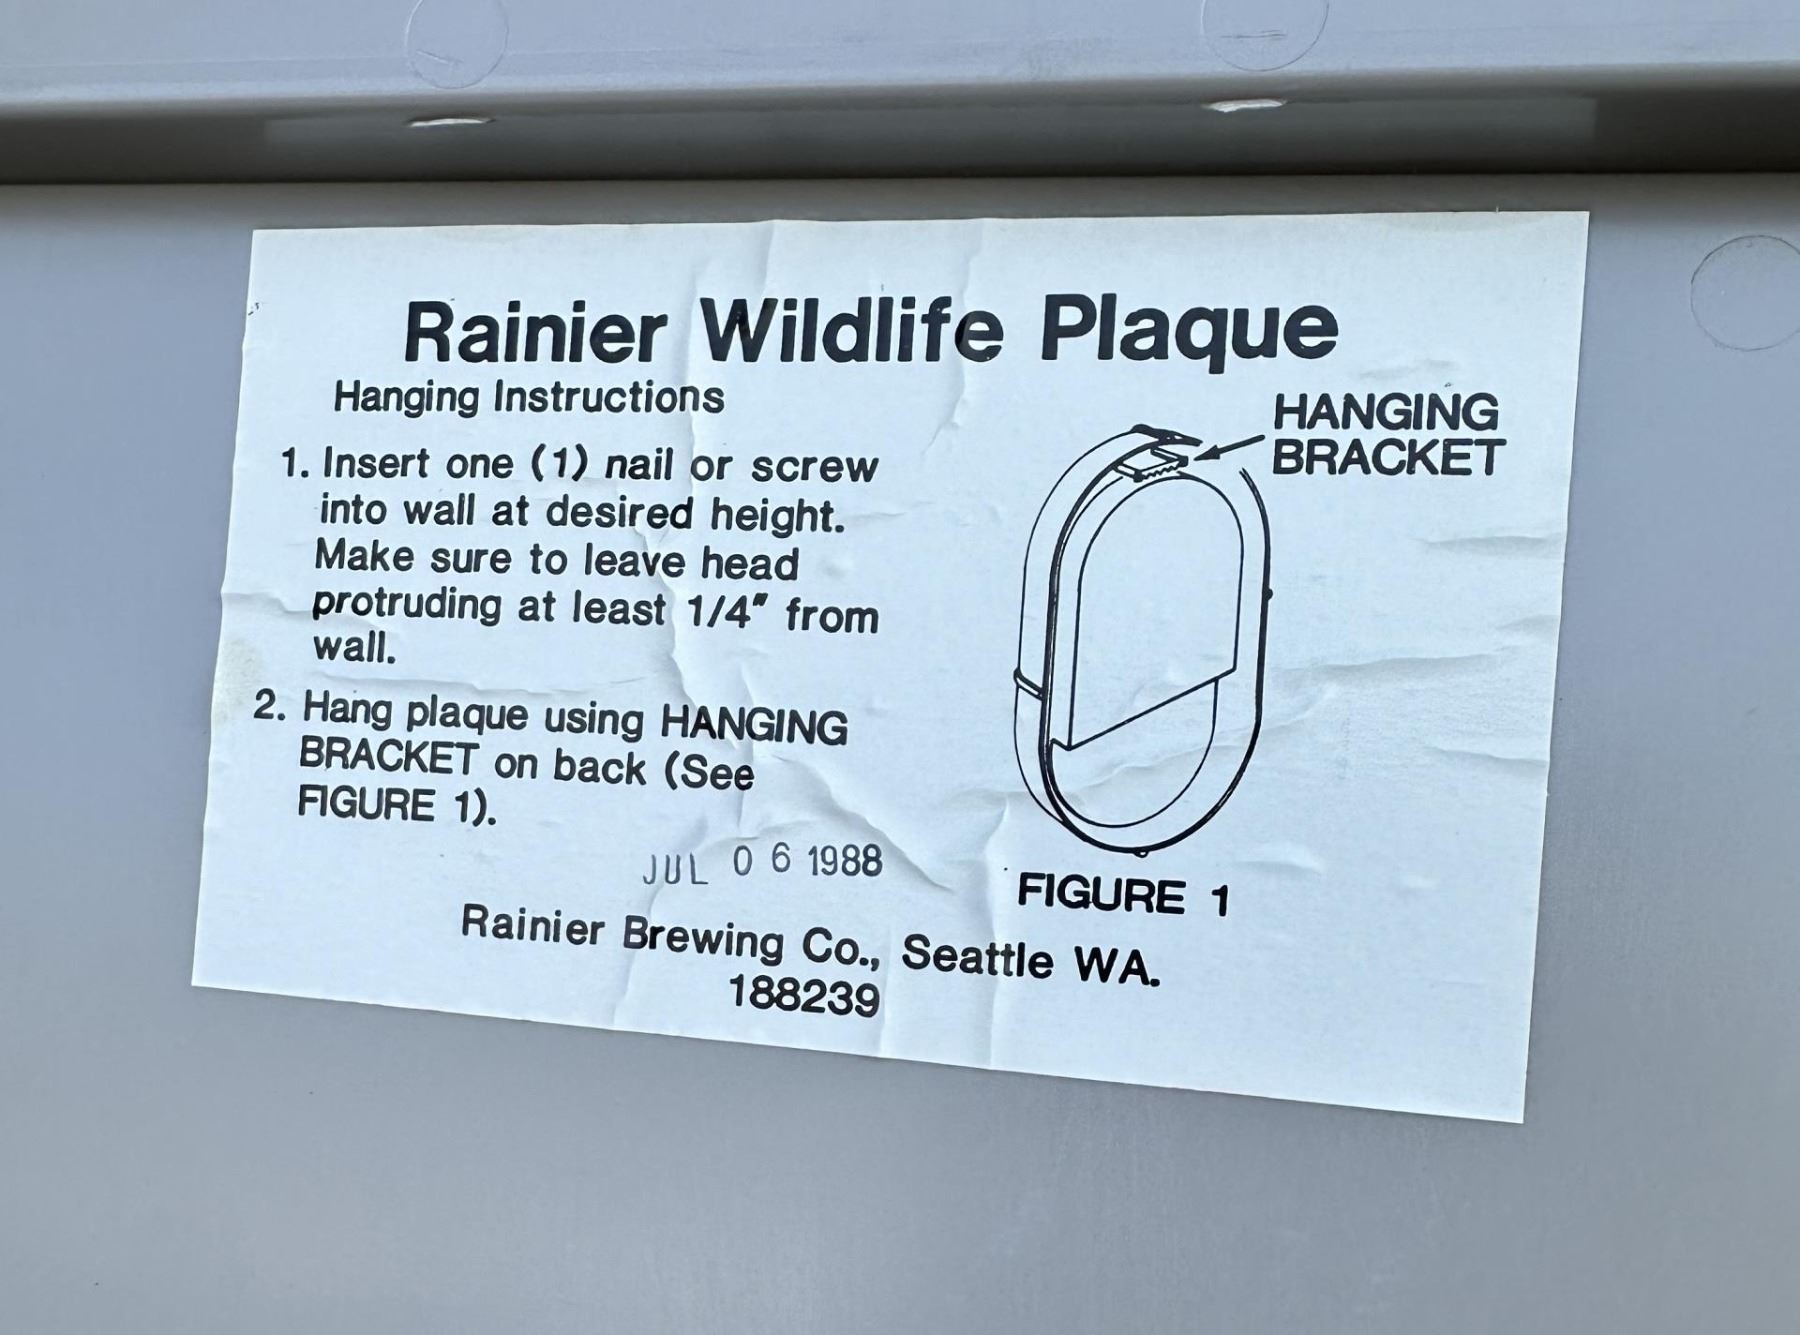 Rainier Wildlife Plaque
Hanging Instructions
1. Insert one (1) nail or screw
into wall at desired height.
Make sure to leave head
protruding at least 1/4" from
wall.
2. Hang plaque using HANGING
BRACKET on back (See
FIGURE 1).
HANGING
BRACKET
FIGURE 1
JUL 06 1988
Rainier Brewing Co., Seattle WA.
188239